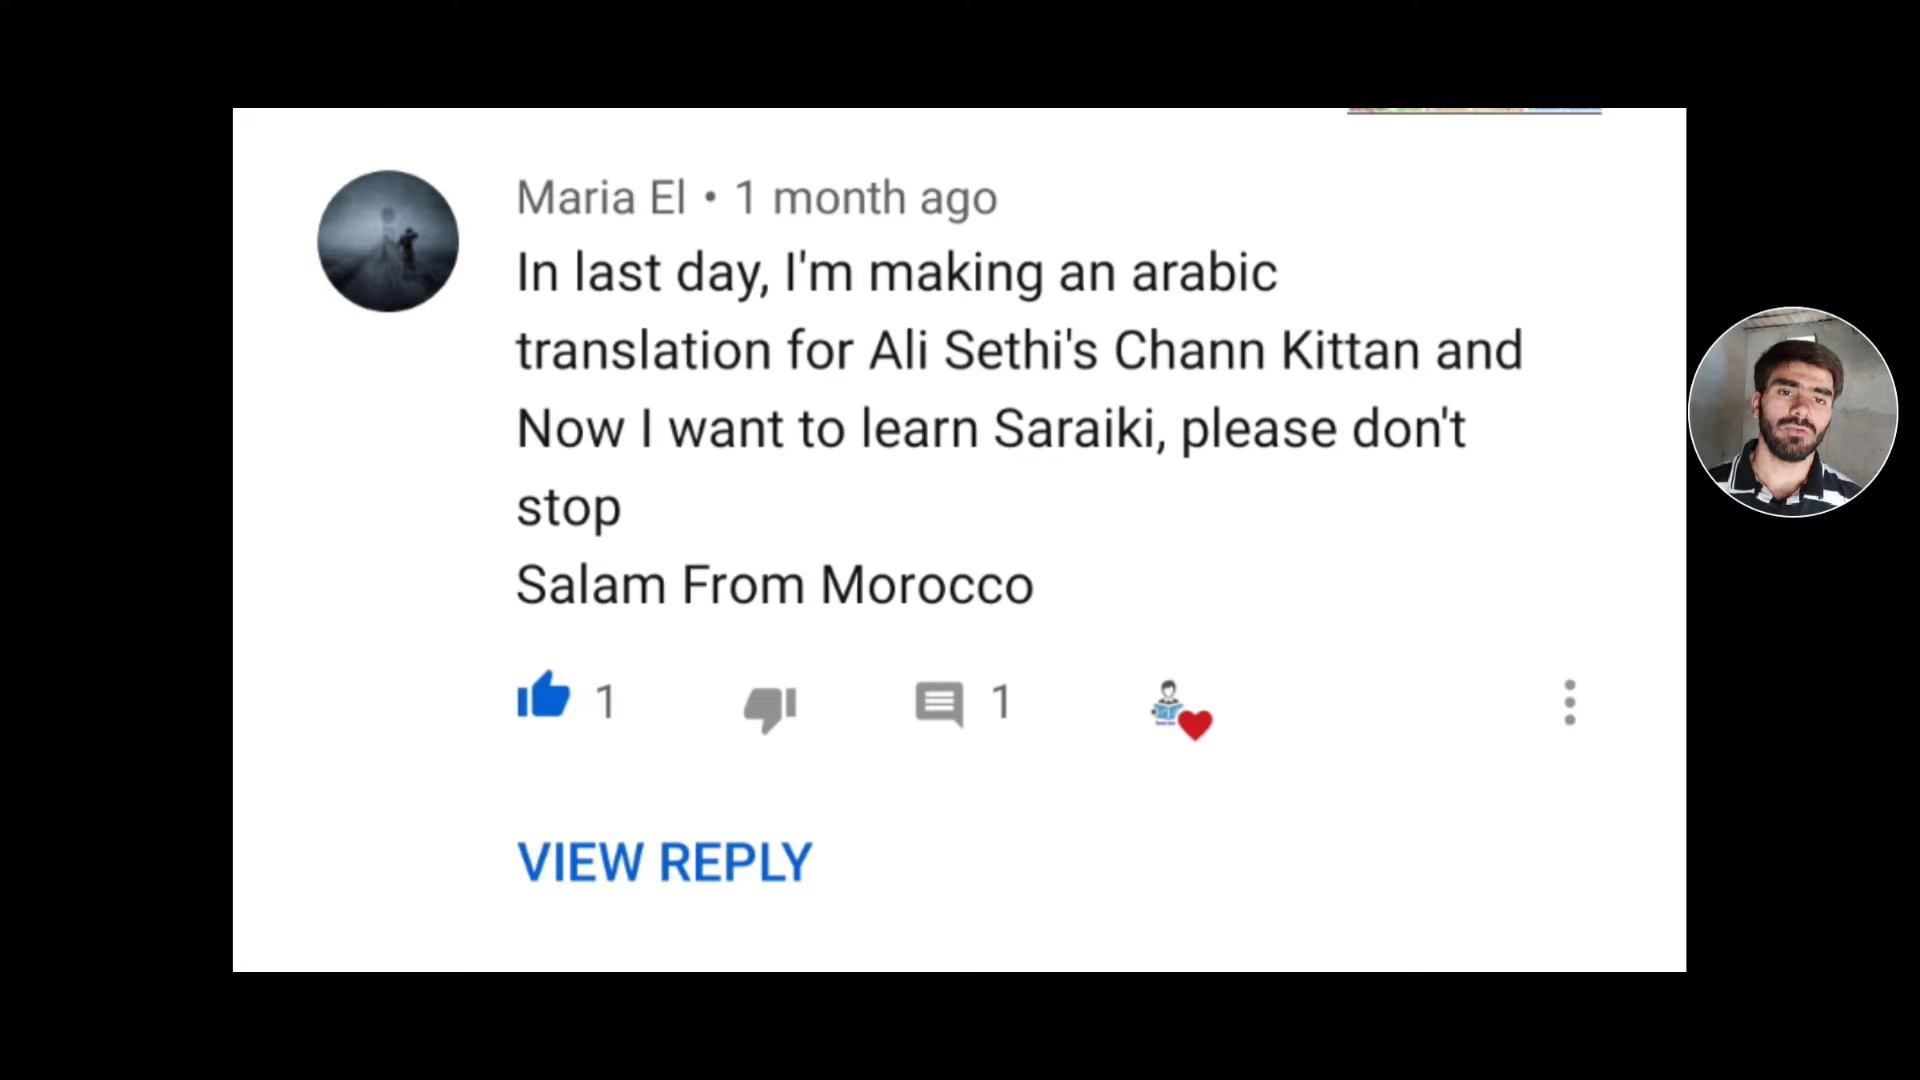 Maria El • 1 month ago
In last day, I'm making an arabic
translation for Ali Sethi's Chann Kittan and
Now I want to learn Saraiki, please don't
stop
Salam From Morocco
1 1
VIEW REPLY